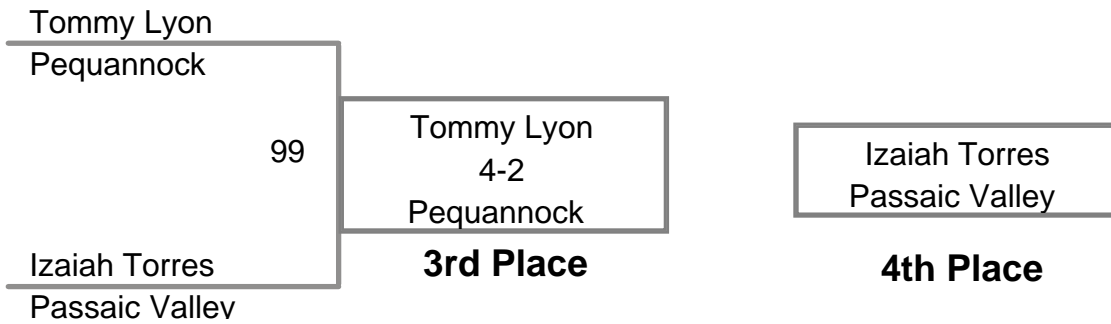 Tommy Lyon
Pequannock
99
Izaiah Torres
Passaic Valley
Tommy Lyon
4-2
Pequannock
3rd Place
Izaiah Torres
Passaic Valley
4th Place